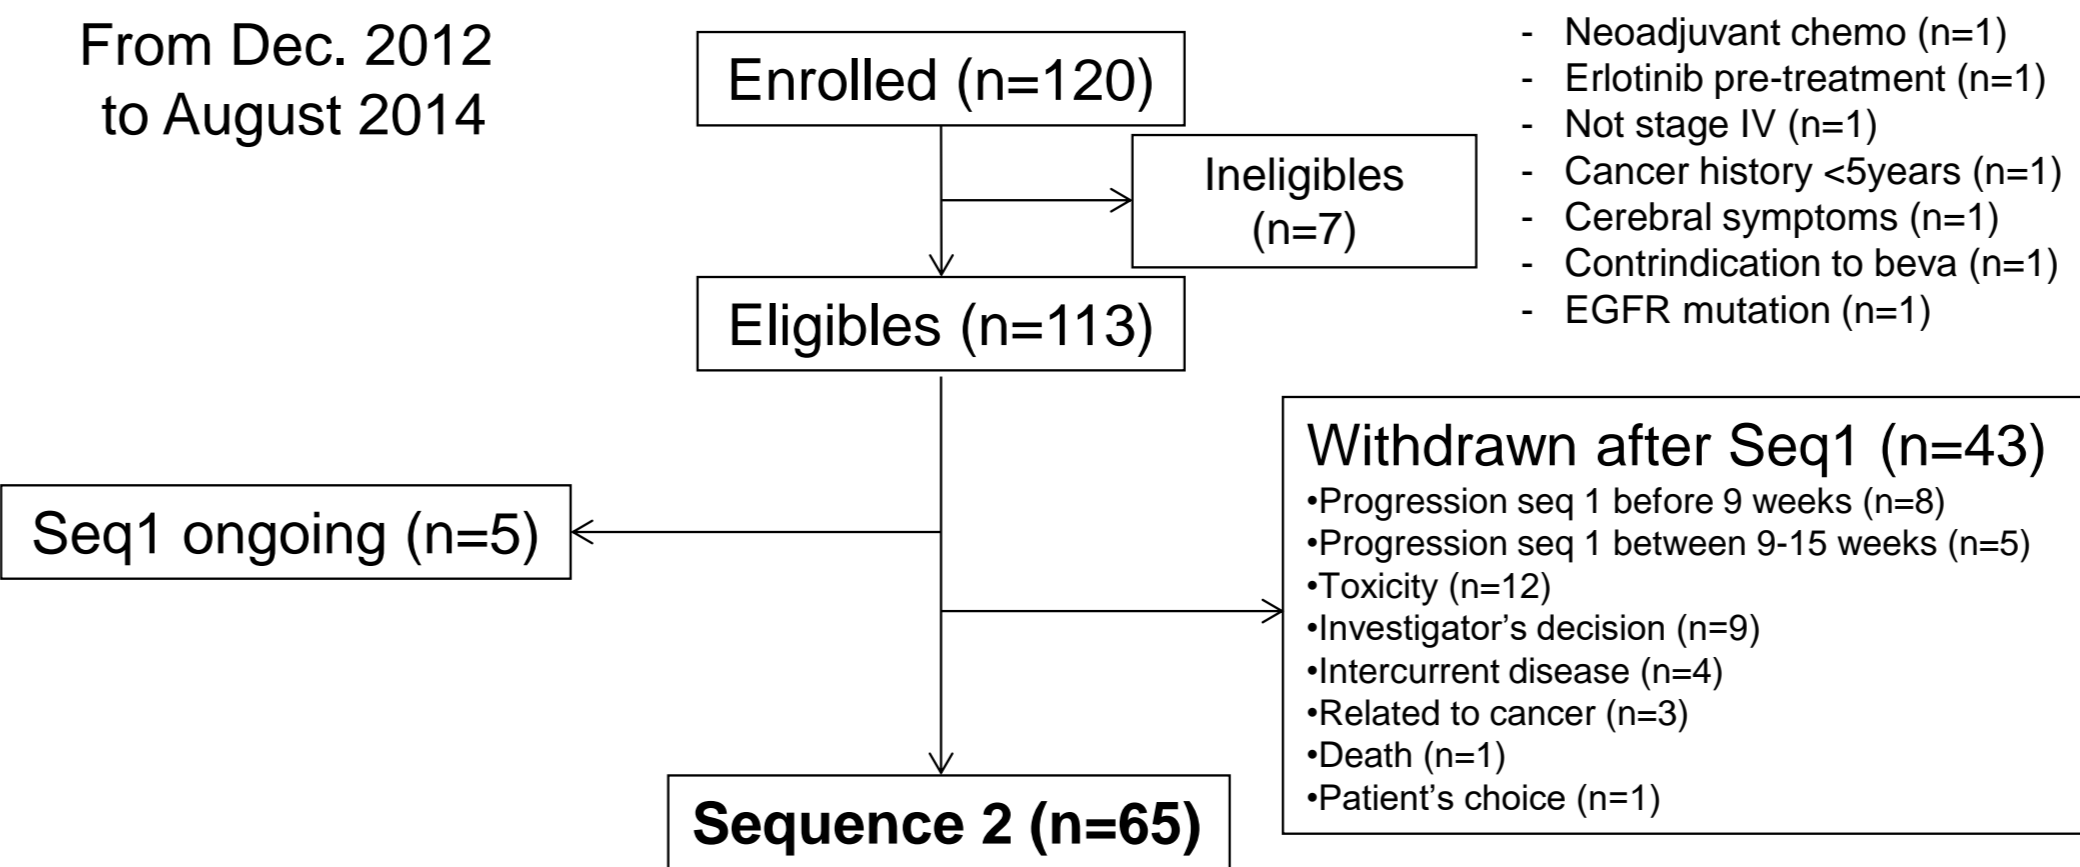 From Dec. 2012
to August 2014
Enrolled (n=120)
- Neoadjuvant chemo (n=1)
- Erlotinib pre-treatment (n=1)
- Not stage IV (n=1)
- Cancer history <5years (n=1)
- Cerebral symptoms (n=1)
- Contrindication to beva (n=1)
- EGFR mutation (n=1)
Ineligibles
(n=7)
Eligibles (n=113)
Seq1 ongoing (n=5)
Withdrawn after Seq1 (n=43)
•Progression seq 1 before 9 weeks (n=8)
•Progression seq 1 between 9-15 weeks (n=5)
•Toxicity (n=12)
•Investigator’s decision (n=9)
•Intercurrent disease (n=4)
•Related to cancer (n=3)
•Death (n=1)
•Patient’s choice (n=1)
Sequence 2 (n=65)